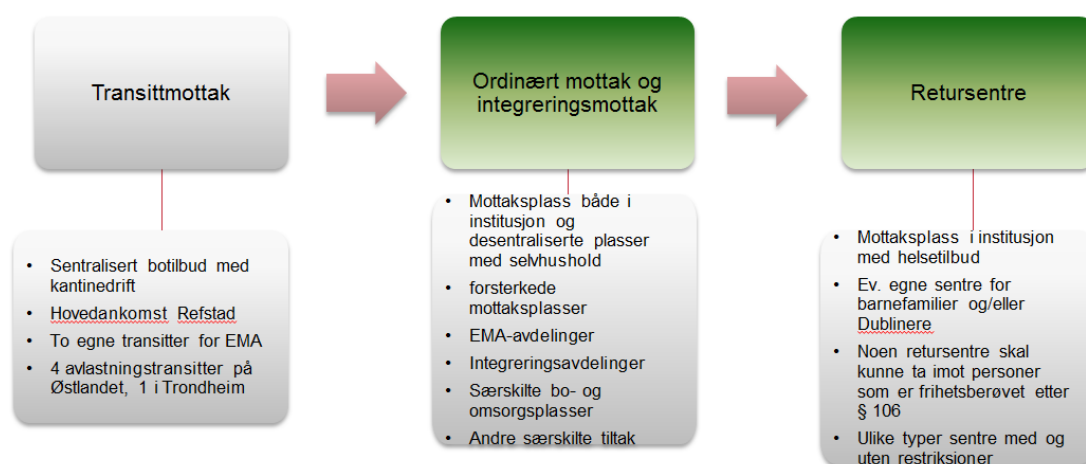 Transittmottak
Ordinært mottak og
integreringsmottak
Retursentre
• Sentralisert botilbud med
kantinedrift
• Hovedankomst Refstad
• To egne transitter for EMA
• 4 avlastningstransitter på
Østlandet, 1 i Trondheim
• Mottaksplass både i
institusjon og
desentraliserte plasser
med selvhushold
• forsterkede
mottaksplasser
• EMA-avdelinger
• Integreringsavdelinger
• Særskilte bo- og
omsorgsplasser
• Andre særskilte tiltak
• Mottaksplass i institusjon
med helsetilbud
• Ev. egne sentre for
barnefamilier og/eller
Dublinere
• Noen retursentre skal
kunne ta imot personer
som er frihetsberøvet etter
§ 106
• Ulike typer sentre med og
uten restriksjoner